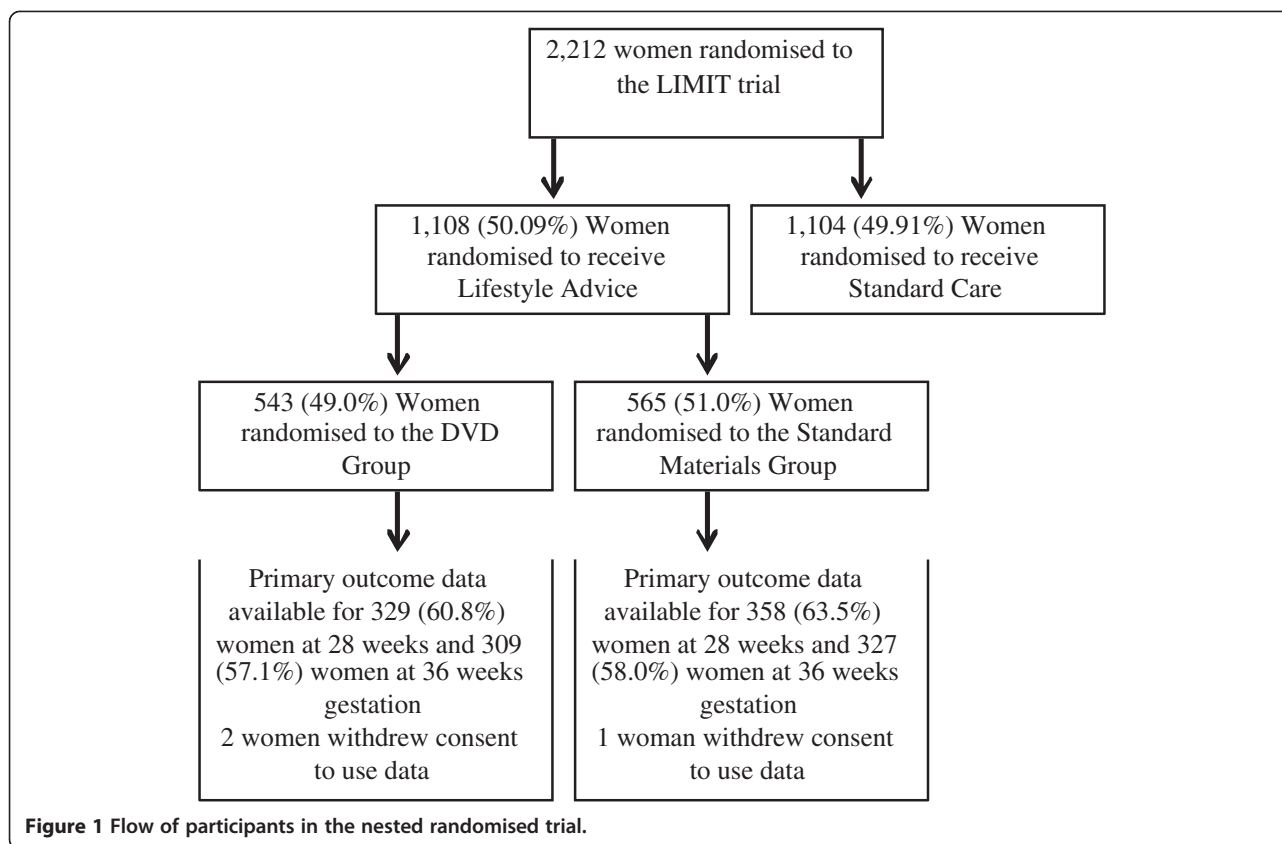 2,212 women randomised to
the LIMIT trial
1,108 (50.09%) Women
randomised to receive
Lifestyle Advice
1,104 (49.91%) Women
randomised to receive
Standard Care
543 (49.0%) Women
randomised to the DVD
Group
565 (51.0%) Women
randomised to the Standard
Materials Group
Primary outcome data
available for 329 (60.8%)
women at 28 weeks and 309
(57.1%) women at 36 weeks
gestation
2 women withdrew consent
to use data
Primary outcome data
available for 358 (63.5%)
women at 28 weeks and 327
(58.0%) women at 36 weeks
gestation
1 woman withdrew consent
to use data
Figure 1 Flow of participants in the nested randomised trial.